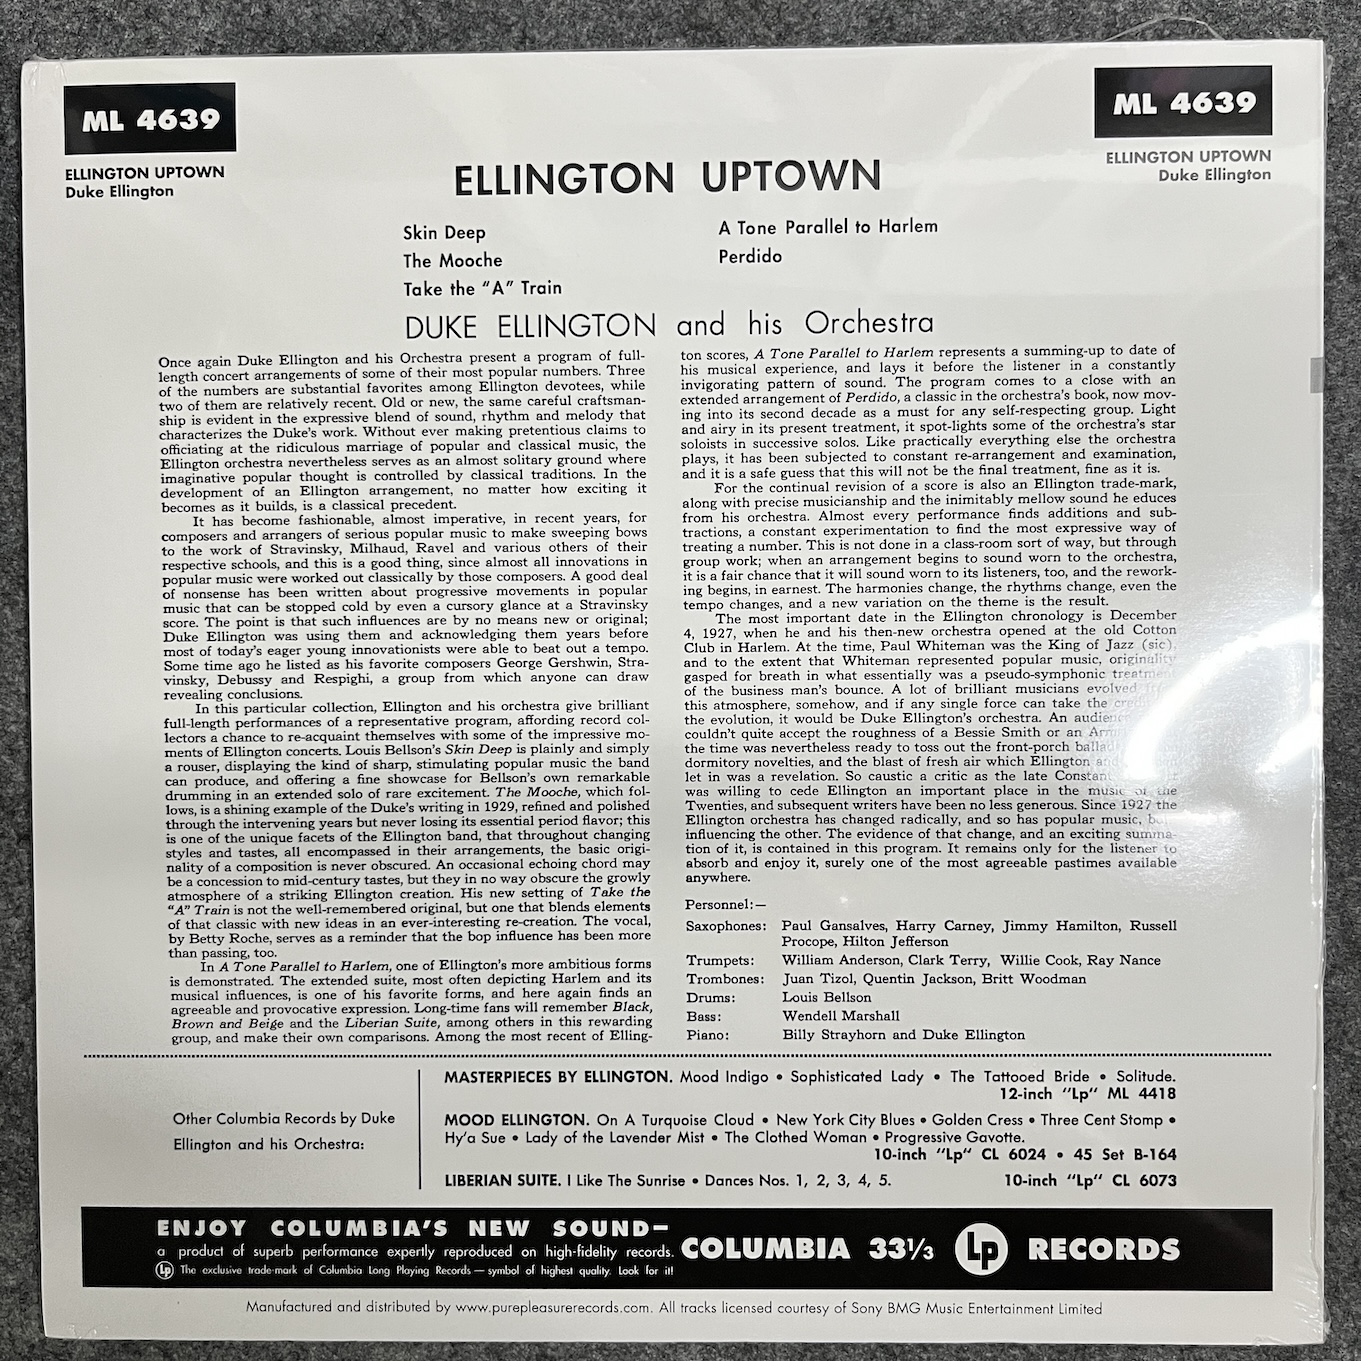 ML 4639
ELLINGTON UPTOWN
Duke Ellington
ML 4639
ELLINGTON UPTOWN
Duke Ellington
ELLINGTON UPTOWN
Skin Deep
The Mooche
Take the “A” Train
A Tone Parallel to Harlem
Perdido
DUKE ELLINGTON and his Orchestra
Once again Duke Ellington and his Orchestra present a program of full-
length concert arrangements of some of their most popular numbers. Three
of the numbers are substantial favorites among Ellington devotees, while
two of them are relatively recent. Old or new, the same careful craftsman-
ship is evident in the expressive blend of sound, rhythm and melody that
characterizes the Duke's work. Without ever making pretentious claims to
officiating at the ridiculous marriage of popular and classical music, the
Ellington orchestra nevertheless serves as an almost solitary ground where
imaginative popular thought is controlled by classical traditions. In the
development of an Ellington arrangement, no matter how exciting it
becomes as it builds, is a classical precedent.
It has become fashionable, almost imperative, in recent years, for
composers and arrangers of serious popular music to make sweeping bows
to the work of Stravinsky, Milhaud, Ravel and various others of their
respective schools, and this is a good thing, since almost all innovations in
popular music were worked out classically by those composers. A good deal
of nonsense has been written about progressive movements in popular
music that can be stopped cold by even a cursory glance at a Stravinsky
score. The point is that such influences are by no means new or original;
Duke Ellington was using them and acknowledging them years before
most of today's eager young innovationists were able to beat out a tempo.
Some time ago he listed as his favorite composers George Gershwin, Stra-
vinsky, Debussy and Respighi, a group from which anyone can draw
revealing conclusions.
In this particular collection, Ellington and his orchestra give brilliant
full-length performances of a representative program, affording record col-
lectors a chance to re-acquaint themselves with some of the impressive mo-
ments of Ellington concerts. Louis Bellson's Skin Deep is plainly and simply
a rouser, displaying the kind of sharp, stimulating popular music the band
can produce, and offering a fine showcase for Bellson's own remarkable
drumming in an extended solo of rare excitement. The Mooche, which fol-
lows, is a shining example of the Duke's writing in 1929, refined and polished
through the intervening years but never losing its essential period flavor; this
is one of the unique facets of the Ellington band, that throughout changing
styles and tastes, all encompassed in their arrangements, the basic origi-
nality of a composition is never obscured. An occasional echoing chord may
be a concession to mid-century tastes, but they in no way obscure the growly
atmosphere of a striking Ellington creation. His new setting of Take the
“A” Train is not the well-remembered original, but one that blends elements
of that classic with new ideas in an ever-interesting re-creation. The vocal,
by Betty Roche, serves as a reminder that the bop influence has been more
than passing, too.
In A Tone Parallel to Harlem, one of Ellington's more ambitious forms
is demonstrated. The extended suite, most often depicting Harlem and its
musical influences, is one of his favorite forms, and here again finds an
agreeable and provocative expression. Long-time fans will remember Black,
Brown and Beige and the Liberian Suite, among others in this rewarding
group, and make their own comparisons. Among the most recent of Elling-
ton scores, A Tone Parallel to Harlem represents a summing-up to date of
his musical experience, and lays it before the listener in a constantly
invigorating pattern of sound. The program comes to a close with an
extended arrangement of Perdido, a classic in the orchestra's book, now mov-
ing into its second decade as a must for any self-respecting group. Light
and airy in its present treatment, it spot-lights some of the orchestra's star
soloists in successive solos. Like practically everything else the orchestra
plays, it has been subjected to constant re-arrangement and examination,
and it is a safe guess that this will not be the final treatment, fine as it is.
For the continual revision of a score is also an Ellington trade-mark,
along with precise musicianship and the inimitably mellow sound he educes
from his orchestra. Almost every performance finds additions and sub-
tractions, a constant experimentation to find the most expressive way of
treating a number. This is not done in a class-room sort of way, but through
group work; when an arrangement begins to sound worn to the orchestra,
it is a fair chance that it will sound worn to its listeners, too, and the rework-
ing begins, in earnest. The harmonies change, the rhythms change, even the
tempo changes, and a new variation on the theme is the result.
The most important date in the Ellington chronology is December
4, 1927, when he and his then-new orchestra opened at the old Cotton
Club in Harlem. At the time, Paul Whiteman was the King of Jazz (sic),
and to the extent that Whiteman represented popular music, originality
gasped for breath in what essentially was a pseudo-symphonic treatment
of the business man's bounce. A lot of brilliant musicians evolved from
this atmosphere, somehow, and if any single force can take the
the evolution, it would be Duke Ellington's orchestra. An
couldn't quite accept the roughness of a Bessie Smith or an
the time was nevertheless ready to toss out the front-porch
dormitory novelties, and the blast of fresh air which Ellington
let in was a revelation. So caustic a critic as the late
was willing to cede Ellington an important place in the music of the
Twenties, and subsequent writers have been no less generous. Since 1927 the
Ellington orchestra has changed radically, and so has popular music,
influencing the other. The evidence of that change, and an exciting summa-
tion of it, is contained in this program. It remains only for the listener to
absorb and enjoy it, surely one of the most agreeable pastimes available
anywhere.
Personnel:—
Saxophones: Paul Gansalves, Harry Carney, Jimmy Hamilton, Russell
Procope, Hilton Jefferson
Trumpets: William Anderson, Clark Terry, Willie Cook, Ray Nance
Trombones: Juan Tizol, Quentin Jackson, Britt Woodman
Drums: Louis Bellson
Bass: Wendell Marshall
Piano: Billy Strayhorn and Duke Ellington
Other Columbia Records by Duke
Ellington and his Orchestra:
MASTERPIECES BY ELLINGTON. Mood Indigo • Sophisticated Lady • The Tattooed Bride • Solitude.
12-inch “Lp” ML 4418
MOOD ELLINGTON. On A Turquoise Cloud • New York City Blues • Golden Cress • Three Cent Stomp •
Hy'a Sue • Lady of the Lavender Mist • The Clothed Woman • Progressive Gavotte.
10-inch “Lp” CL 6024 • 45 Set B-164
LIBERIAN SUITE. I Like The Sunrise • Dances Nos. 1, 2, 3, 4, 5. 10-inch “Lp” CL 6073
ENJOY COLUMBIA'S NEW SOUND—
a product of superb performance expertly reproduced on high-fidelity records.
Lp The exclusive trade-mark of Columbia Long Playing Records — symbol of highest quality. Look for it!
COLUMBIA 33⅓ Lp RECORDS
Manufactured and distributed by www.purepleasurerecords.com. All tracks licensed courtesy of Sony BMG Music Entertainment Limited